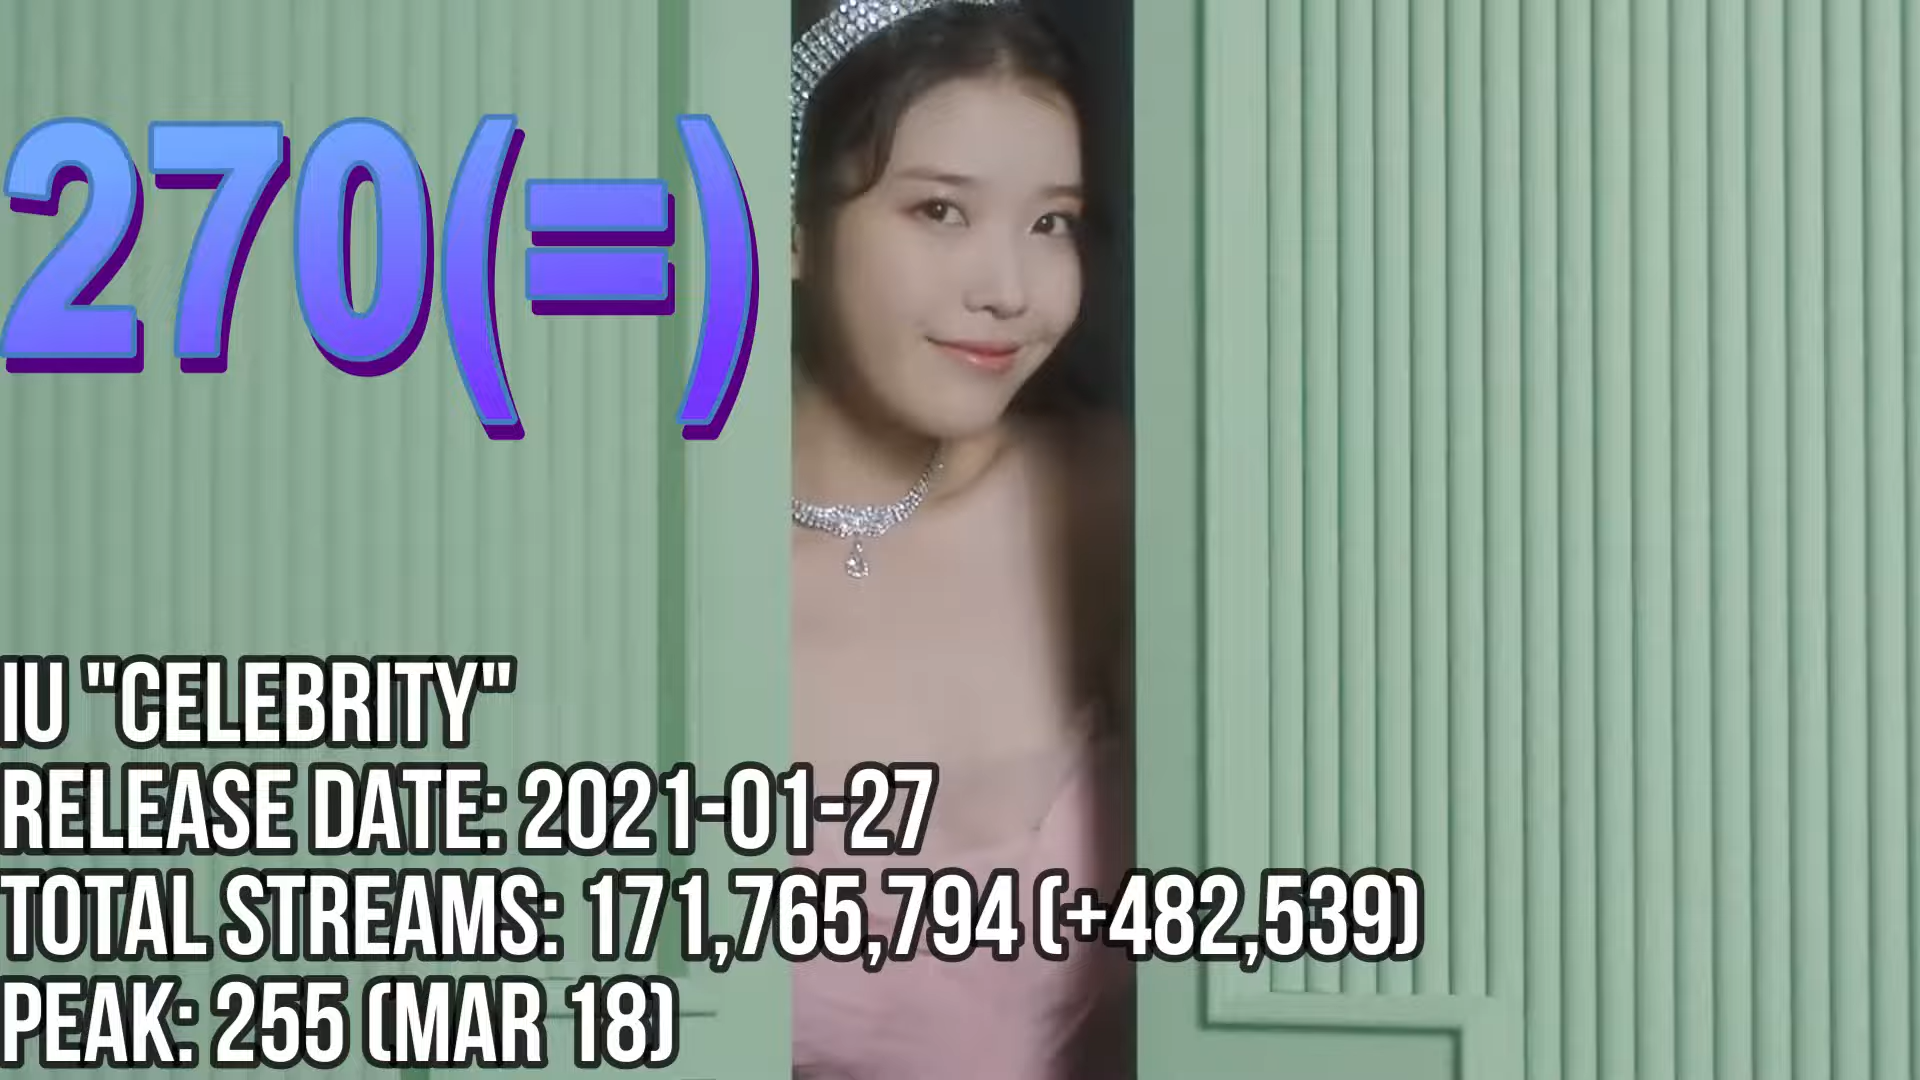 270(=)
IU "CELEBRITY"
RELEASE DATE: 2021-01-27
TOTAL STREAMS: 171,765,794 (+482,539)
PEAK: 255 (MAR 18)